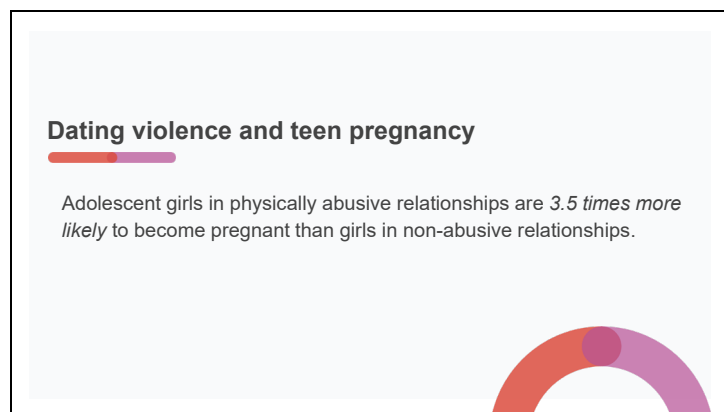 Dating violence and teen pregnancy
Adolescent girls in physically abusive relationships are 3.5 times more
likely to become pregnant than girls in non-abusive relationships.